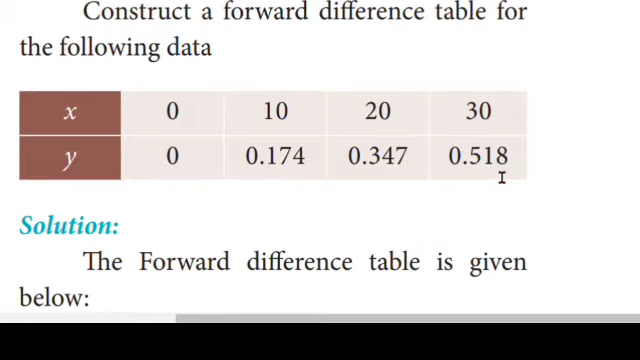 Construct a forward difference table for
the following data
x 0 10 20 30
y 0 0.174 0.347 0.518
Solution:
The Forward difference table is given
below: